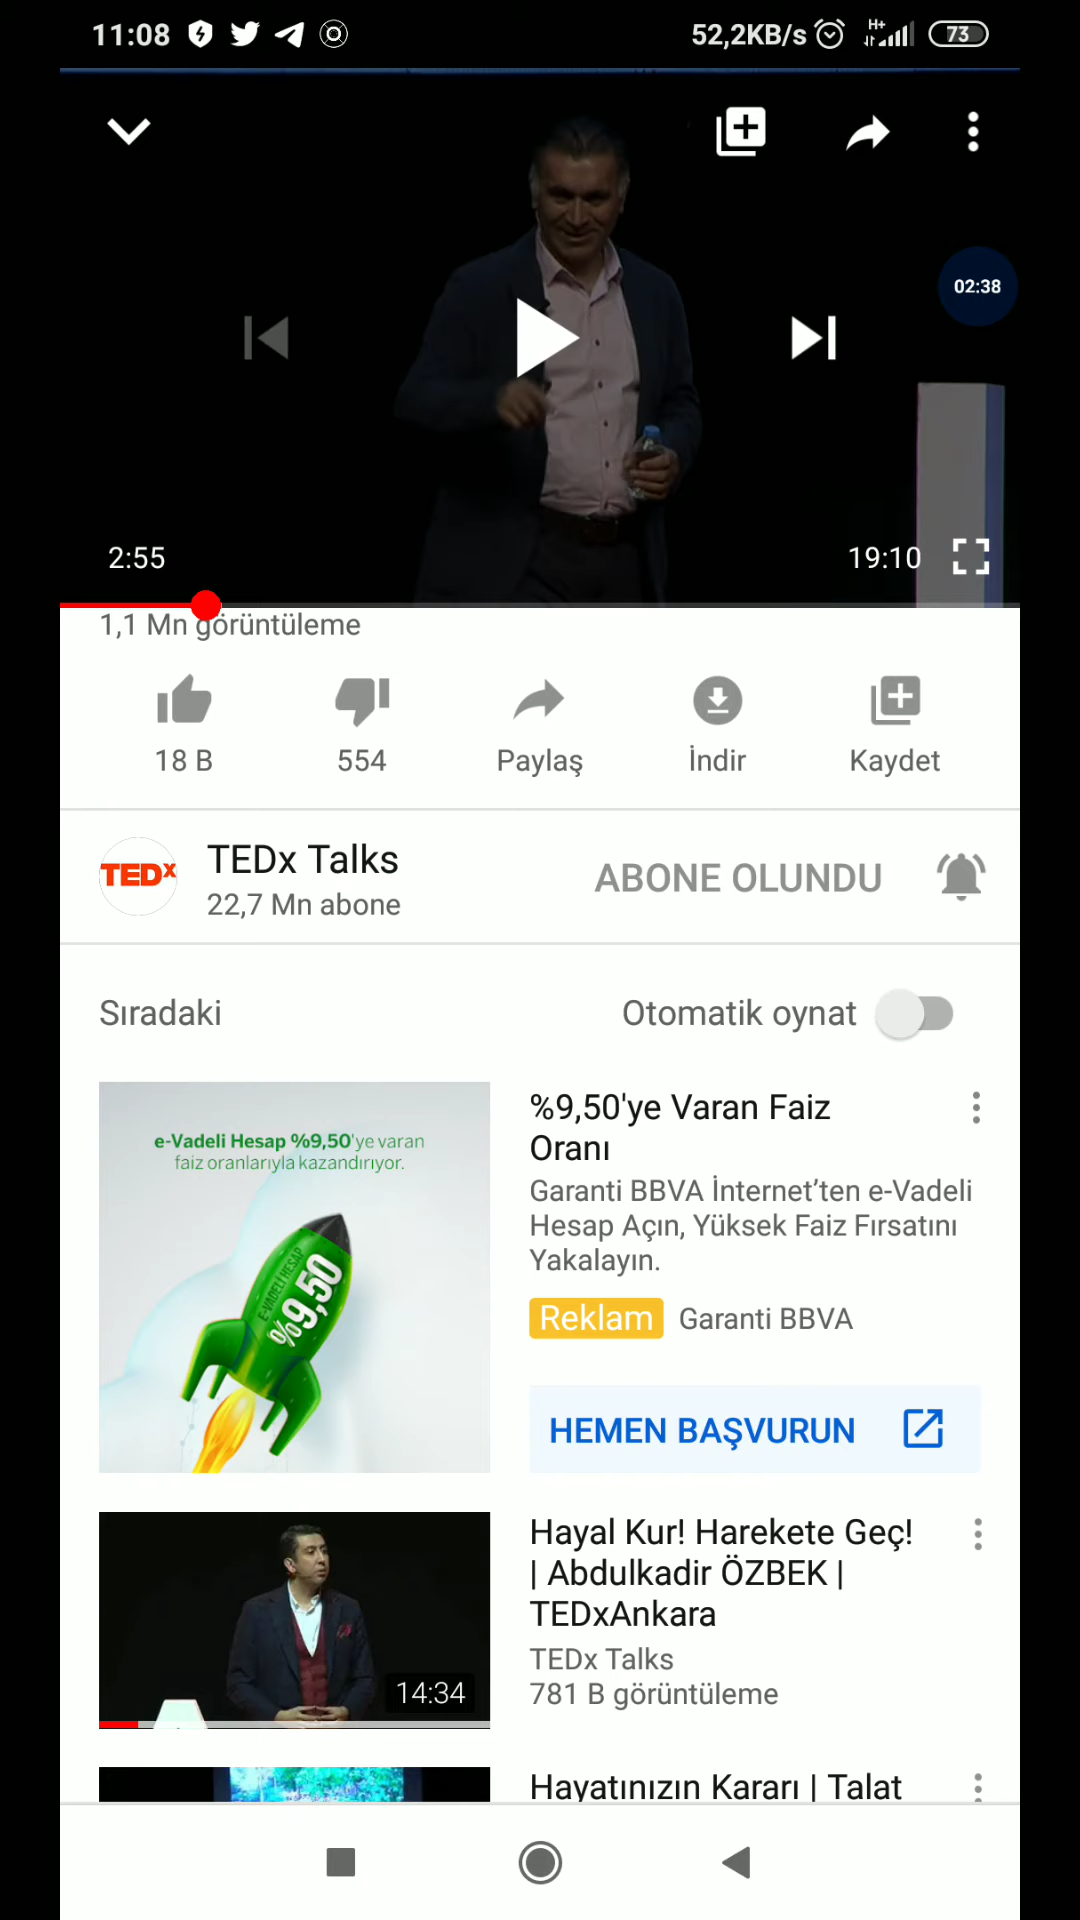 11:08
52,2KB/s H+ 73
02:38
2:55
19:10
1,1 Mn görüntüleme
18 B
554
Paylaş
İndir
Kaydet
TEDx
TEDx Talks
22,7 Mn abone
ABONE OLUNDU
Sıradaki
Otomatik oynat
e-Vadeli Hesap %9,50'ye varan
faiz oranlarıyla kazandırıyor.
E-VADELİ HESAP
%9,50
%9,50'ye Varan Faiz
Oranı
Garanti BBVA İnternet’ten e-Vadeli
Hesap Açın, Yüksek Faiz Fırsatını
Yakalayın.
Reklam Garanti BBVA
HEMEN BAŞVURUN
14:34
Hayal Kur! Harekete Geç!
| Abdulkadir ÖZBEK |
TEDxAnkara
TEDx Talks
781 B görüntüleme
Hayatınızın Kararı | Talat